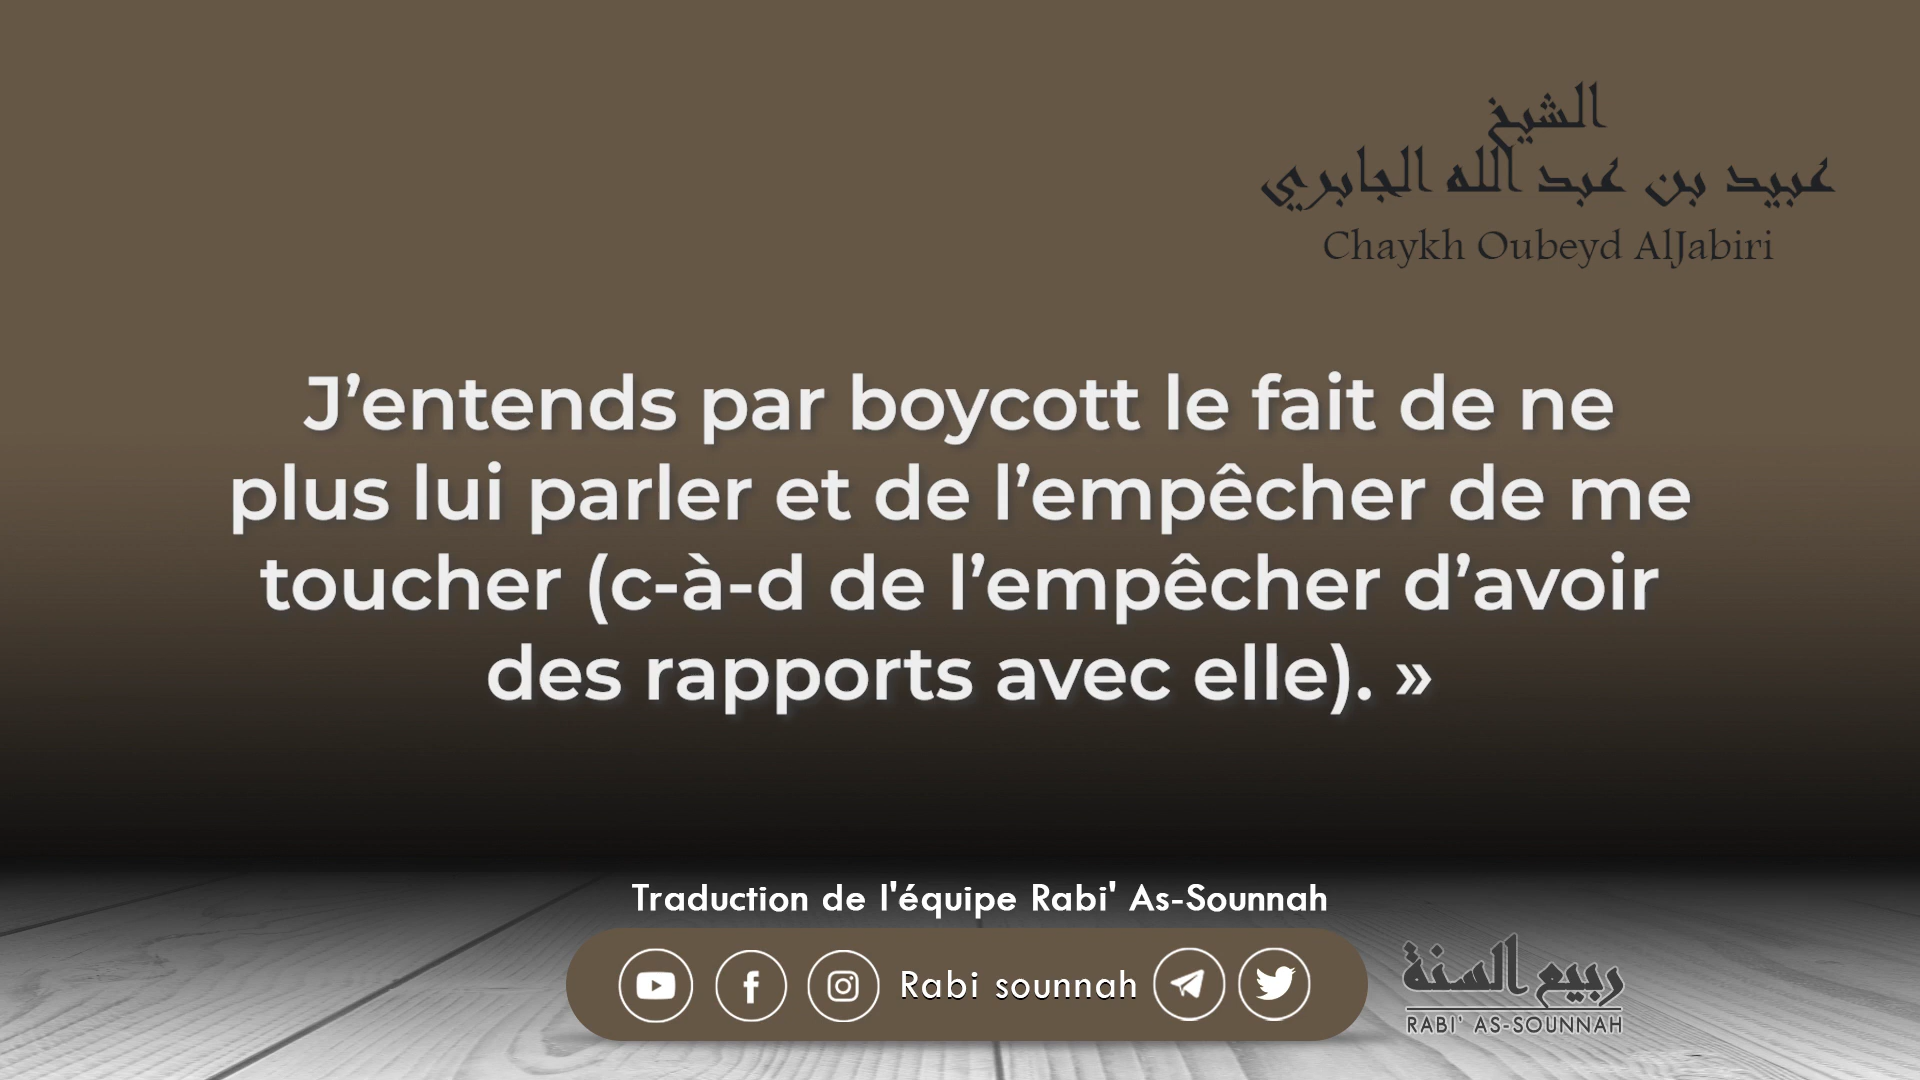 الشيخ
عبيد بن عبد الله الجابري
Chaykh Oubeyd AlJabiri
J’entends par boycott le fait de ne
plus lui parler et de l’empêcher de me
toucher (c-à-d de l’empêcher d’avoir
des rapports avec elle). »
Traduction de l'équipe Rabi' As-Sounnah
Rabi sounnah
ربيع السنة
RABI' AS-SOUNNAH